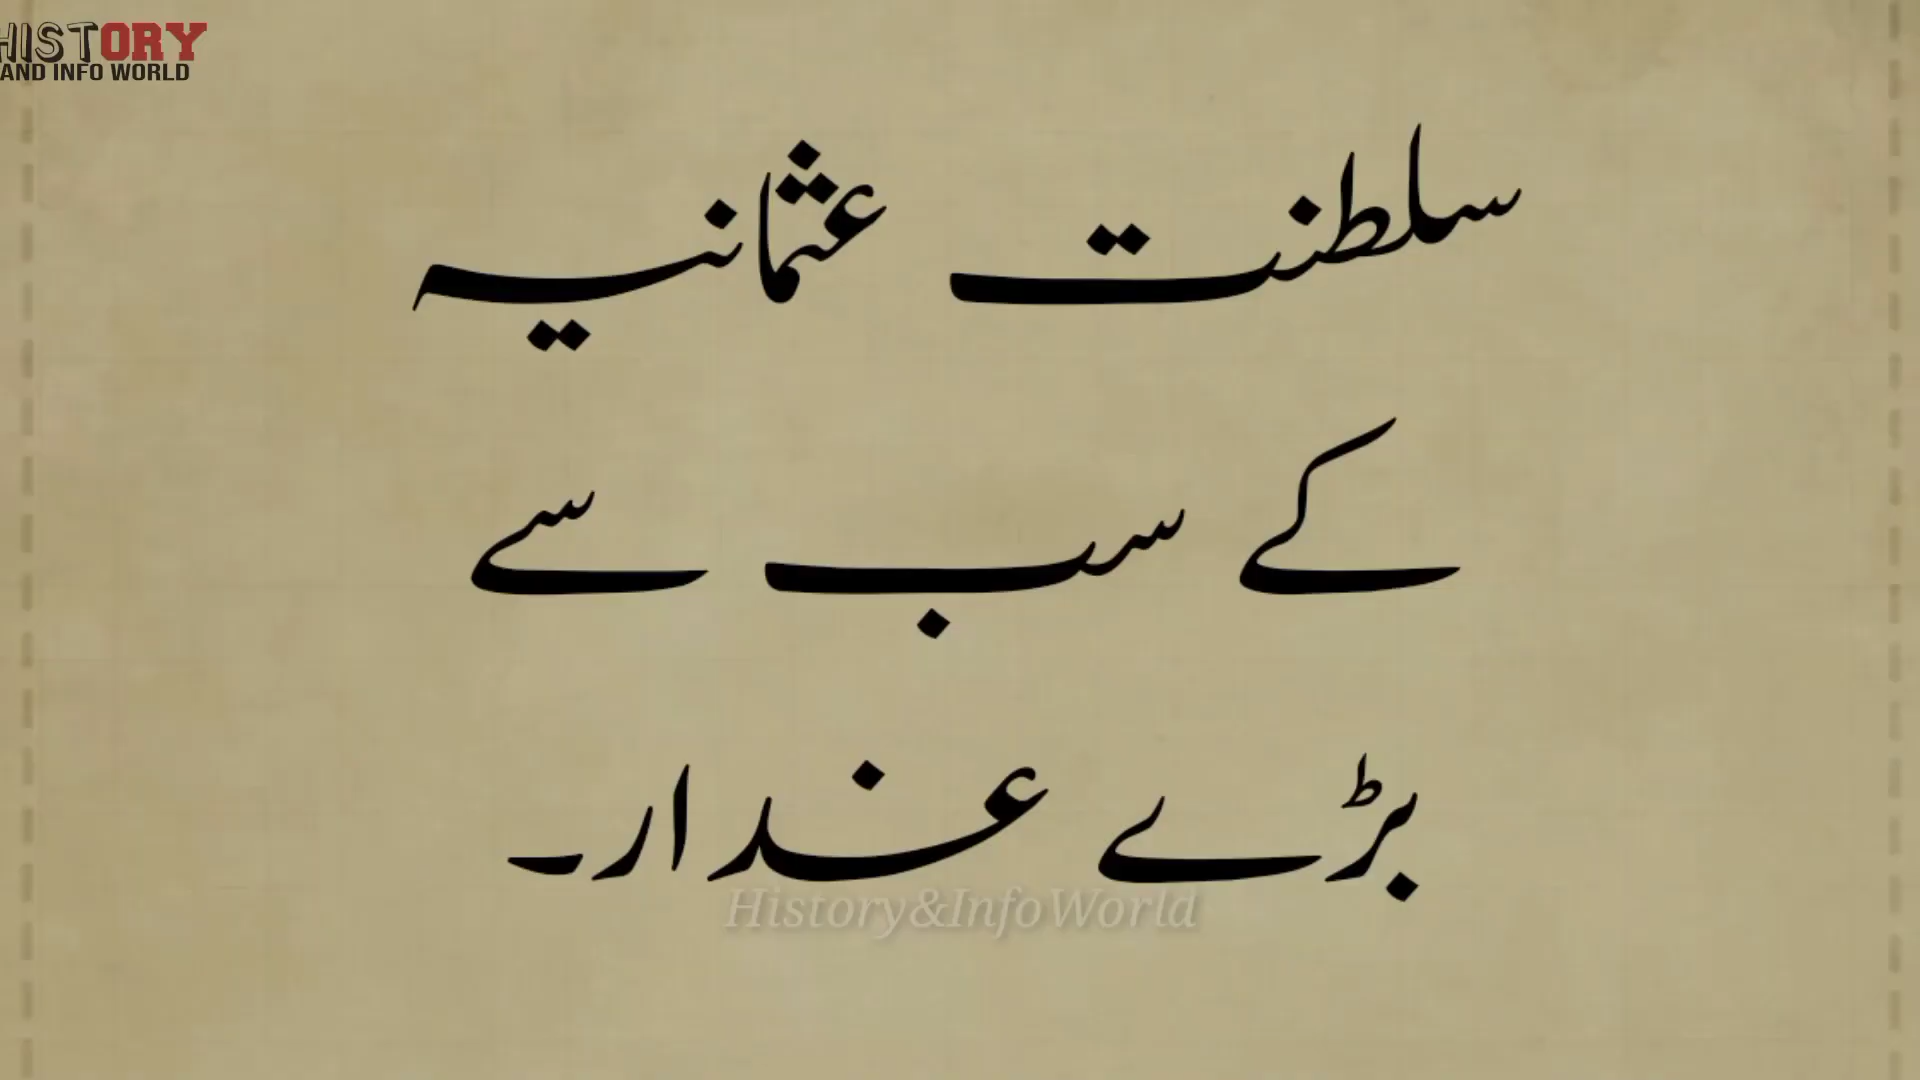 HISTORY
AND INFO WORLD
سلطنت عثمانیہ
کے سب سے
بڑے غدار۔
History&InfoWorld